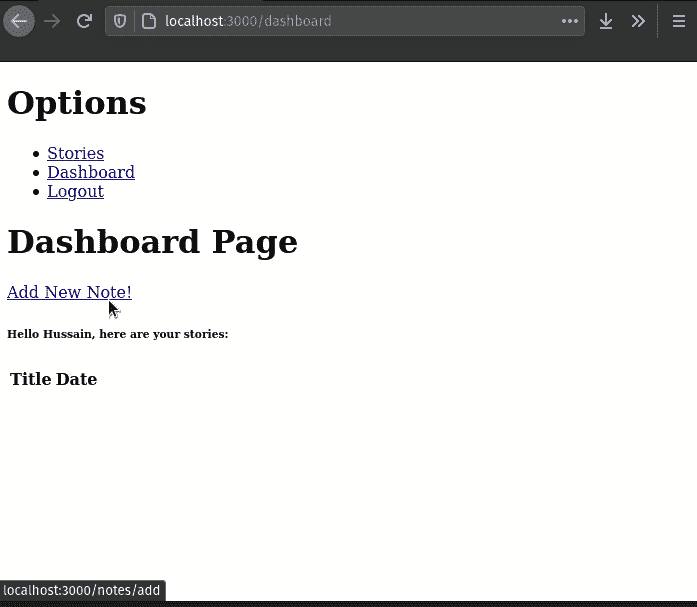 localhost:3000/dashboard
Options
Stories
Dashboard
Logout
Dashboard Page
Add New Note!
Hello Hussain, here are your stories:
Title Date
localhost:3000/notes/add